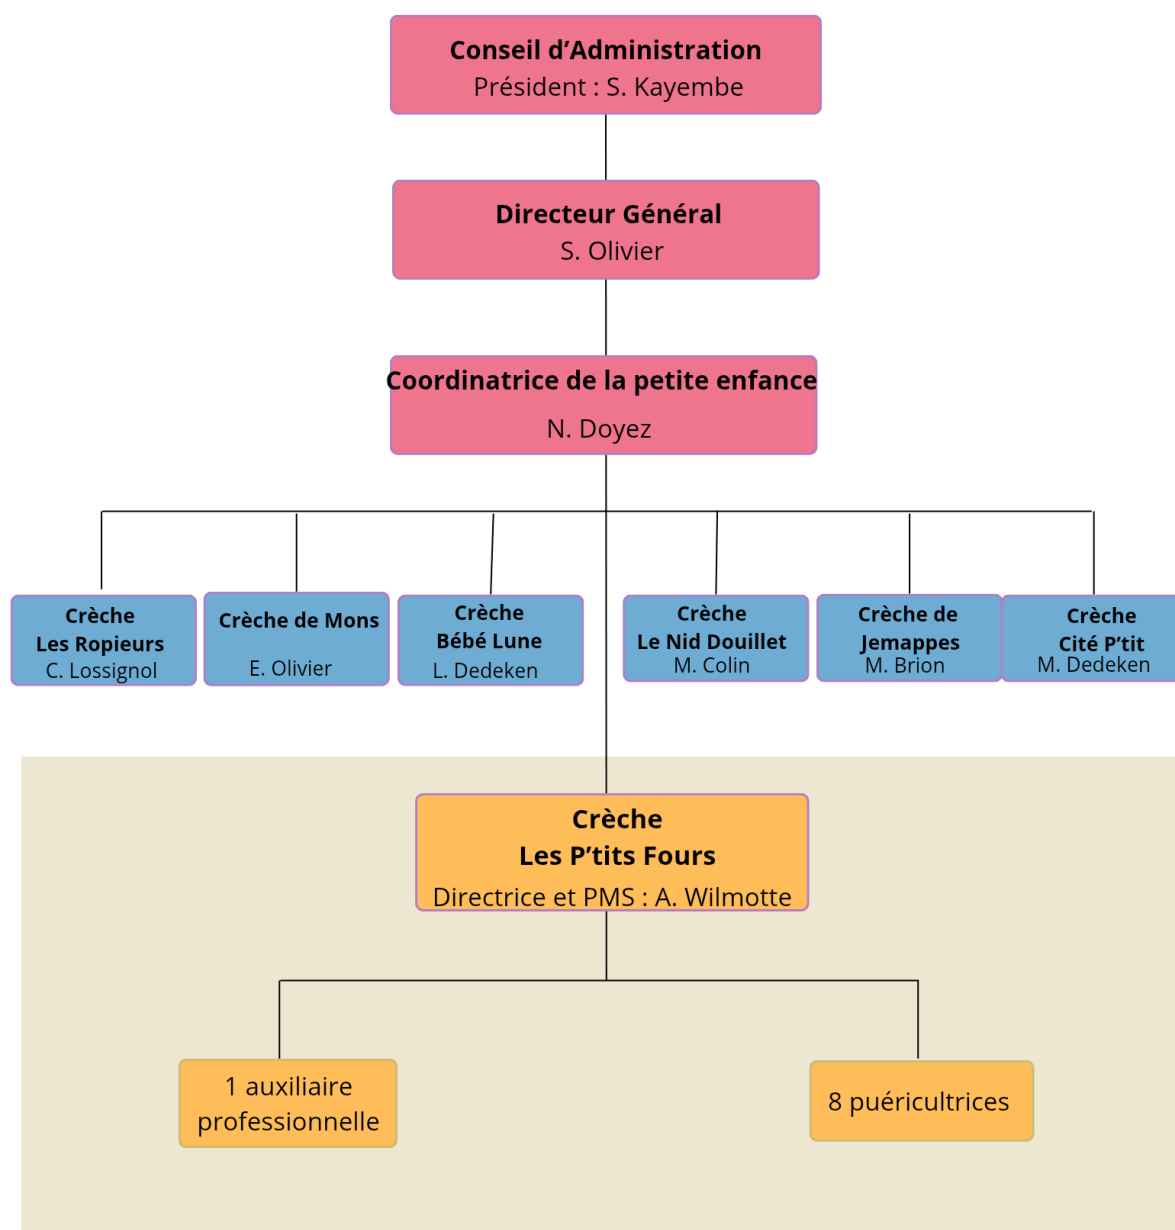 Conseil d’Administration
Président : S. Kayembe
Directeur Général
S. Olivier
Coordinatrice de la petite enfance
N. Doyez
Crèche
Les Ropieurs
C. Lossignol
Crèche de Mons
E. Olivier
Crèche
Bébé Lune
L. Dedeken
Crèche
Le Nid Douillet
M. Colin
Crèche de
Jemappes
M. Brion
Crèche
Cité P’tit
M. Dedeken
Crèche
Les P’tits Fours
Directrice et PMS : A. Wilmotte
1 auxiliaire
professionnelle
8 puéricultrices